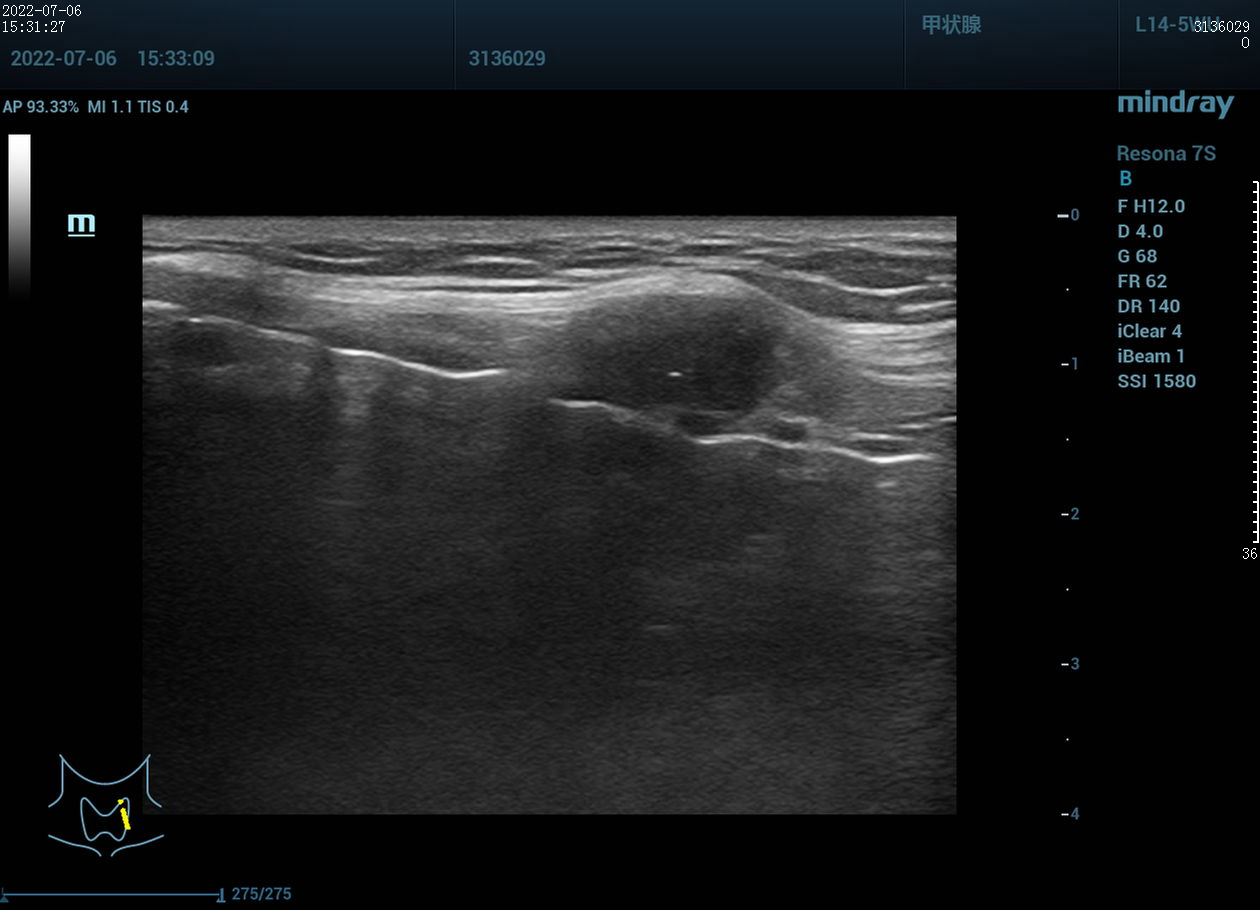 2022-07-06
15:31:27
2022-07-06 15:33:09
3136029
甲状腺
3136029
0
AP 93.33% MI 1.1 TIS 0.4
mindray
Resona 7S
B
F H12.0
D 4.0
G 68
FR 62
DR 140
iClear 4
iBeam 1
SSI 1580
m
0
1
2
3
4
36
275/275